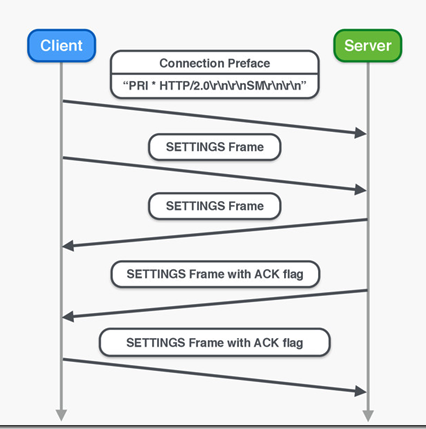 Client
Server
Connection Preface
“PRI * HTTP/2.0\r\n\r\nSM\r\n\r\n”
SETTINGS Frame
SETTINGS Frame
SETTINGS Frame with ACK flag
SETTINGS Frame with ACK flag